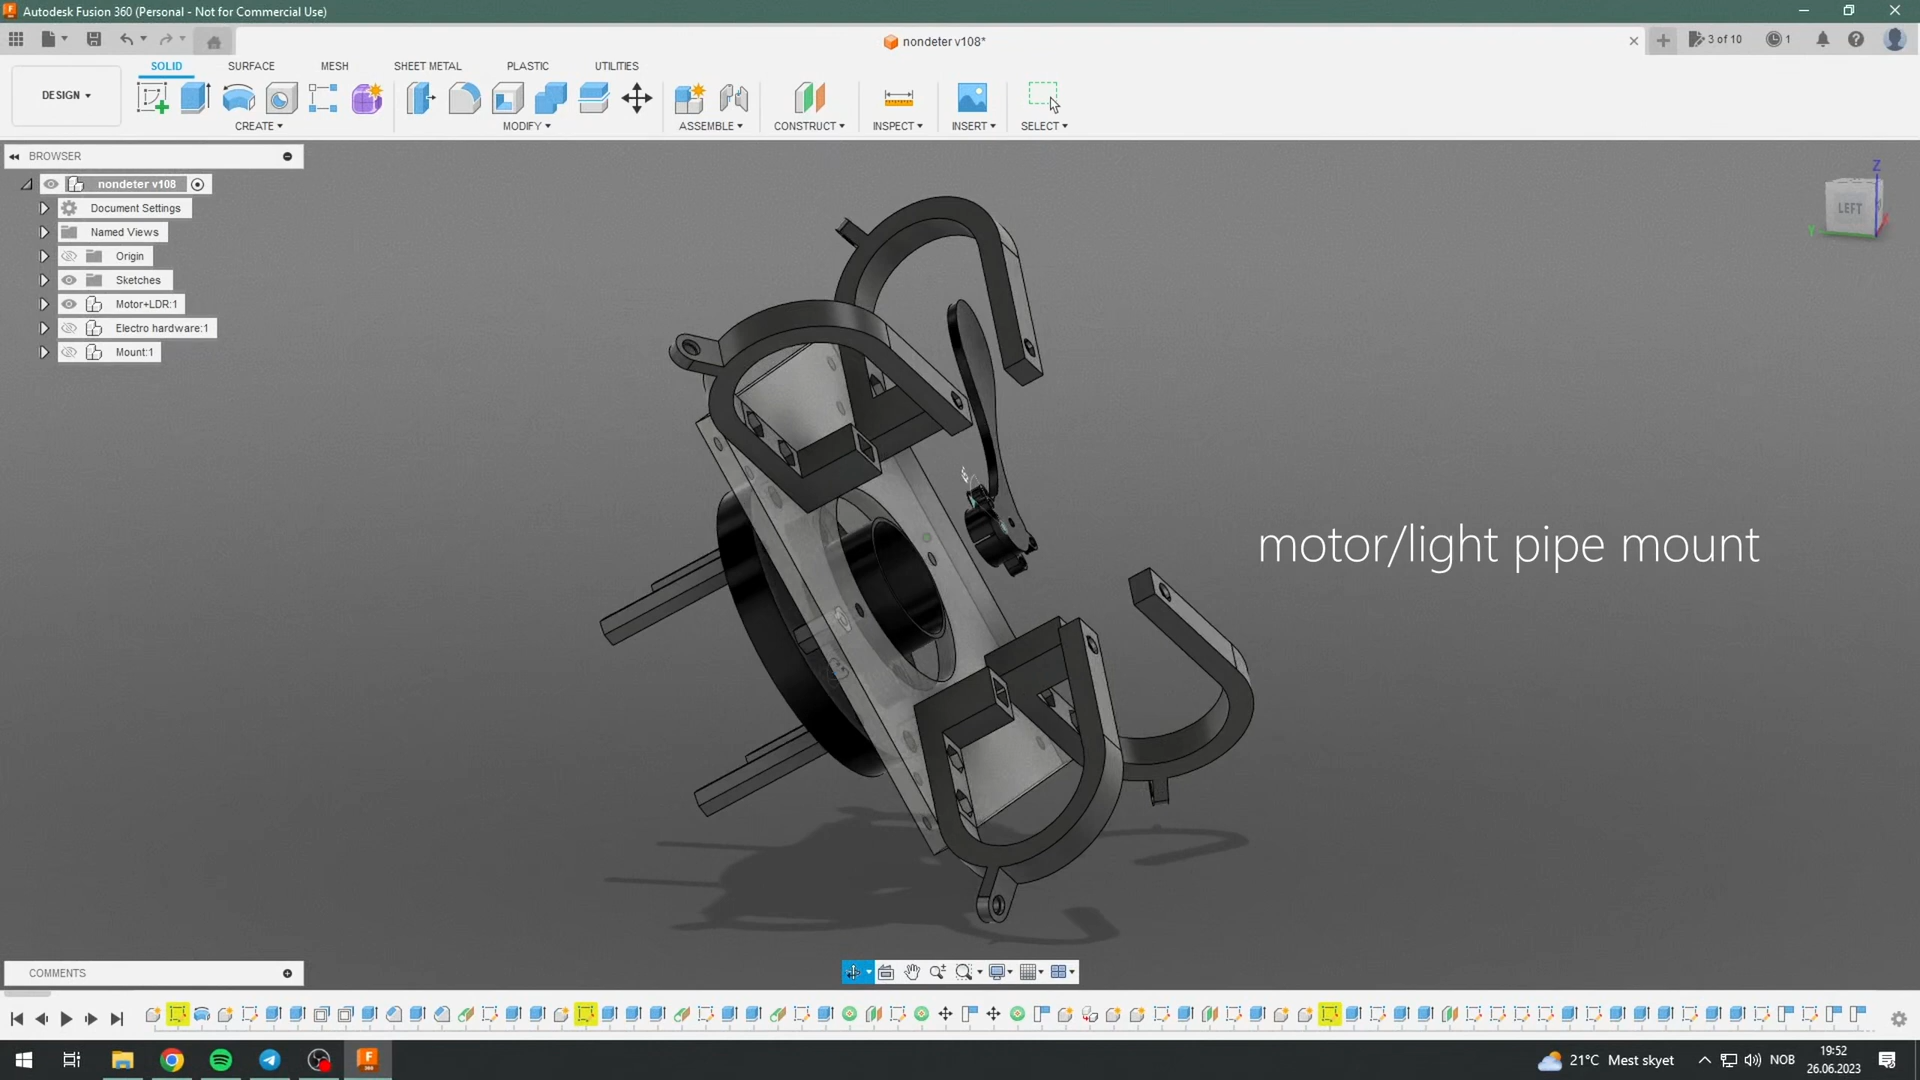 Autodesk Fusion 360 (Personal - Not for Commercial Use)
nondeter v108*
3 of 10
1
DESIGN
SOLID
SURFACE
MESH
SHEET METAL
PLASTIC
UTILITIES
CREATE
MODIFY
ASSEMBLE
CONSTRUCT
INSPECT
INSERT
SELECT
BROWSER
nondeter v108
Document Settings
Named Views
Origin
Sketches
Motor+LDR:1
Electro hardware:1
Mount:1
Z
LEFT
Y
X
motor/light pipe mount
COMMENTS
21°C Mest skyet
NOB
19:52
26.06.2023